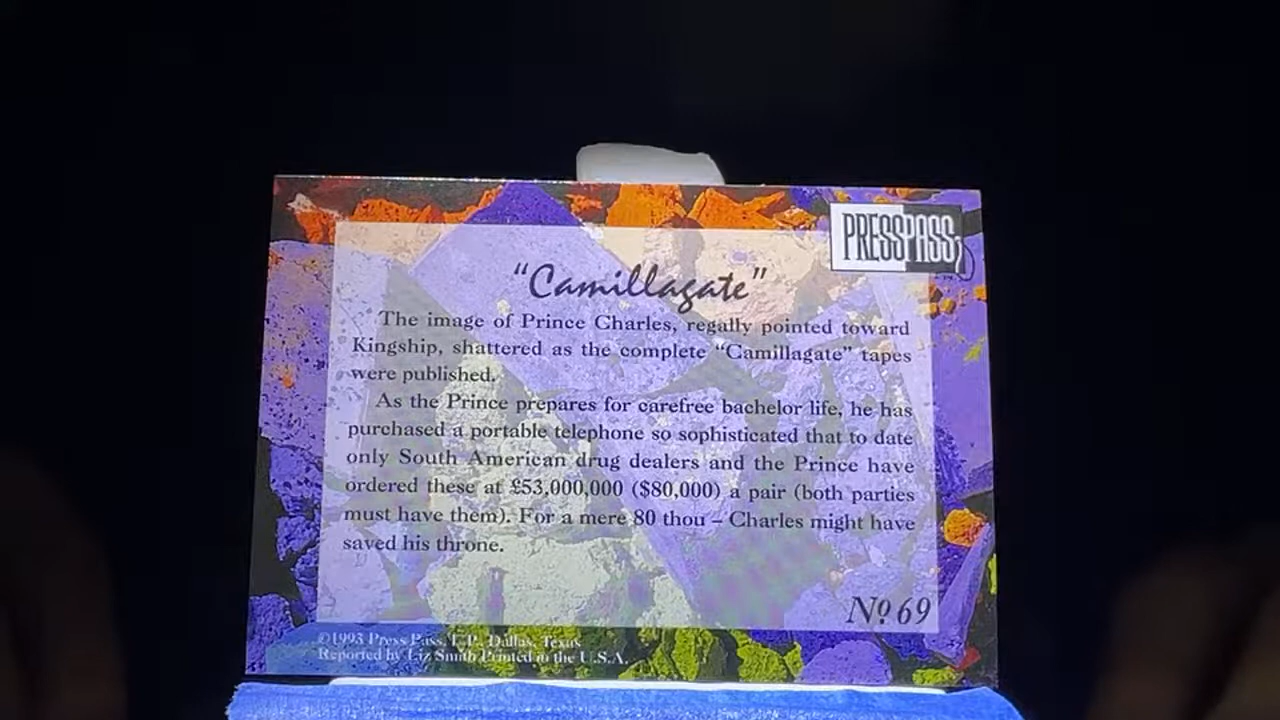 PRESSPASS
“Camillagate”
The image of Prince Charles, regally pointed toward
Kingship, shattered as the complete “Camillagate” tapes
were published.
As the Prince prepares for carefree bachelor life, he has
purchased a portable telephone so sophisticated that to date
only South American drug dealers and the Prince have
ordered these at £53,000,000 ($80,000) a pair (both parties
must have them). For a mere 80 thou – Charles might have
saved his throne.
Nº 69
©1993 Press Pass, L.P., Dallas, Texas
Reported by Liz Smith Printed in the U.S.A.